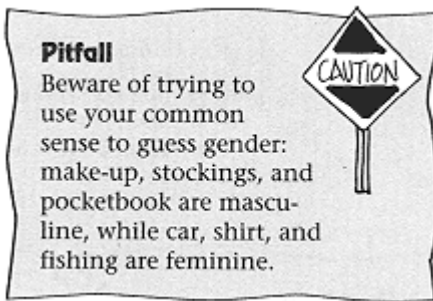 Pitfall
CAUTION
Beware of trying to
use your common
sense to guess gender:
make-up, stockings, and
pocketbook are mascu-
line, while car, shirt, and
fishing are feminine.